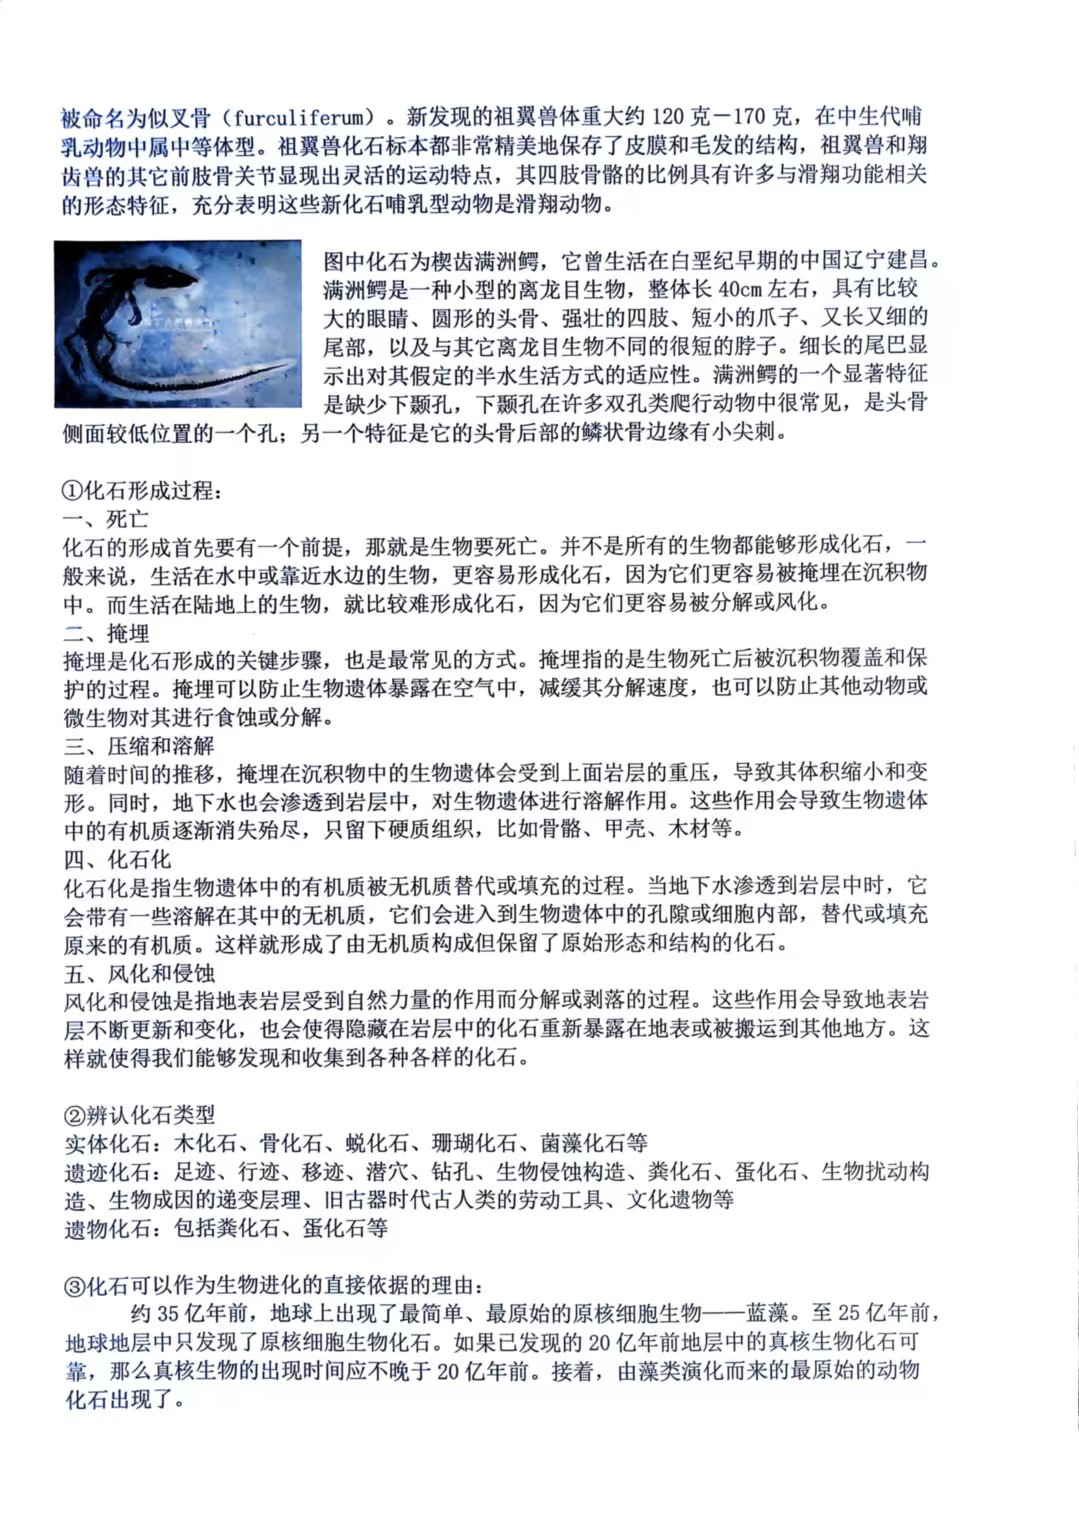 被命名为似叉骨（furculiferum）。新发现的祖翼兽体重大约 120 克－170 克，在中生代哺
乳动物中属中等体型。祖翼兽化石标本都非常精美地保存了皮膜和毛发的结构，祖翼兽和翔
齿兽的其它前肢骨关节显现出灵活的运动特点，其四肢骨骼的比例具有许多与滑翔功能相关
的形态特征，充分表明这些新化石哺乳型动物是滑翔动物。
图中化石为楔齿满洲鳄，它曾生活在白垩纪早期的中国辽宁建昌。
满洲鳄是一种小型的离龙目生物，整体长 40cm 左右，具有比较
大的眼睛、圆形的头骨、强壮的四肢、短小的爪子、又长又细的
尾部，以及与其它离龙目生物不同的很短的脖子。细长的尾巴显
示出对其假定的半水生活方式的适应性。满洲鳄的一个显著特征
是缺少下颞孔，下颞孔在许多双孔类爬行动物中很常见，是头骨
侧面较低位置的一个孔；另一个特征是它的头骨后部的鳞状骨边缘有小尖刺。
①化石形成过程：
一、死亡
化石的形成首先要有一个前提，那就是生物要死亡。并不是所有的生物都能够形成化石，一
般来说，生活在水中或靠近水边的生物，更容易形成化石，因为它们更容易被掩埋在沉积物
中。而生活在陆地上的生物，就比较难形成化石，因为它们更容易被分解或风化。
二、掩埋
掩埋是化石形成的关键步骤，也是最常见的方式。掩埋指的是生物死亡后被沉积物覆盖和保
护的过程。掩埋可以防止生物遗体暴露在空气中，减缓其分解速度，也可以防止其他动物或
微生物对其进行食蚀或分解。
三、压缩和溶解
随着时间的推移，掩埋在沉积物中的生物遗体会受到上面岩层的重压，导致其体积缩小和变
形。同时，地下水也会渗透到岩层中，对生物遗体进行溶解作用。这些作用会导致生物遗体
中的有机质逐渐消失殆尽，只留下硬质组织，比如骨骼、甲壳、木材等。
四、化石化
化石化是指生物遗体中的有机质被无机质替代或填充的过程。当地下水渗透到岩层中时，它
会带有一些溶解在其中的无机质，它们会进入到生物遗体中的孔隙或细胞内部，替代或填充
原来的有机质。这样就形成了由无机质构成但保留了原始形态和结构的化石。
五、风化和侵蚀
风化和侵蚀是指地表岩层受到自然力量的作用而分解或剥落的过程。这些作用会导致地表岩
层不断更新和变化，也会使得隐藏在岩层中的化石重新暴露在地表或被搬运到其他地方。这
样就使得我们能够发现和收集到各种各样的化石。
②辨认化石类型
实体化石：木化石、骨化石、蜕化石、珊瑚化石、菌藻化石等
遗迹化石：足迹、行迹、移迹、潜穴、钻孔、生物侵蚀构造、粪化石、蛋化石、生物扰动构
造、生物成因的递变层理、旧古器时代古人类的劳动工具、文化遗物等
遗物化石：包括粪化石、蛋化石等
③化石可以作为生物进化的直接依据的理由：
约 35 亿年前，地球上出现了最简单、最原始的原核细胞生物——蓝藻。至 25 亿年前，
地球地层中只发现了原核细胞生物化石。如果已发现的 20 亿年前地层中的真核生物化石可
靠，那么真核生物的出现时间应不晚于 20 亿年前。接着，由藻类演化而来的最原始的动物
化石出现了。